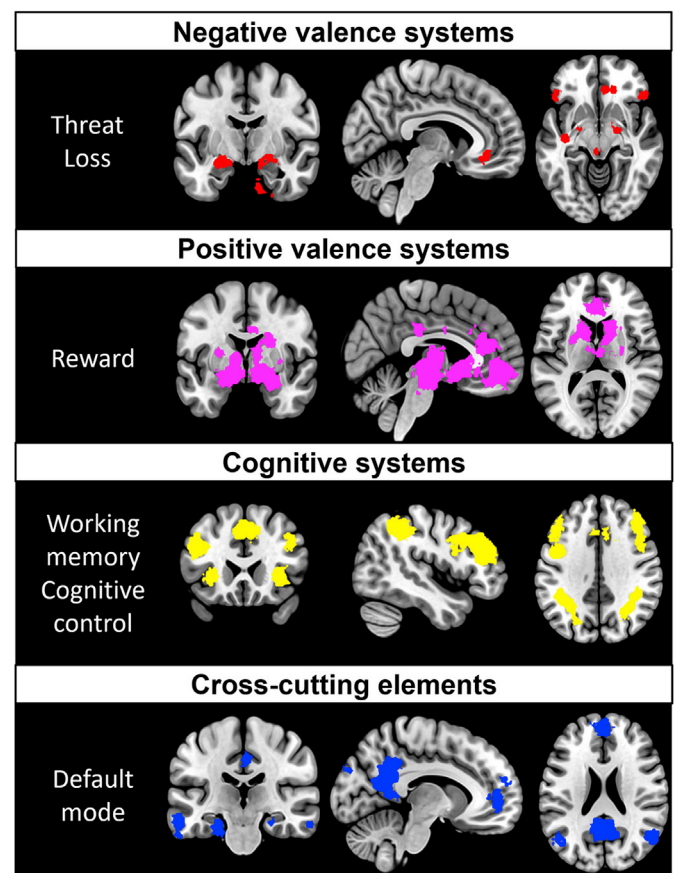 Negative valence systems
Threat
Loss
Positive valence systems
Reward
Cognitive systems
Working
memory
Cognitive
control
Cross-cutting elements
Default
mode